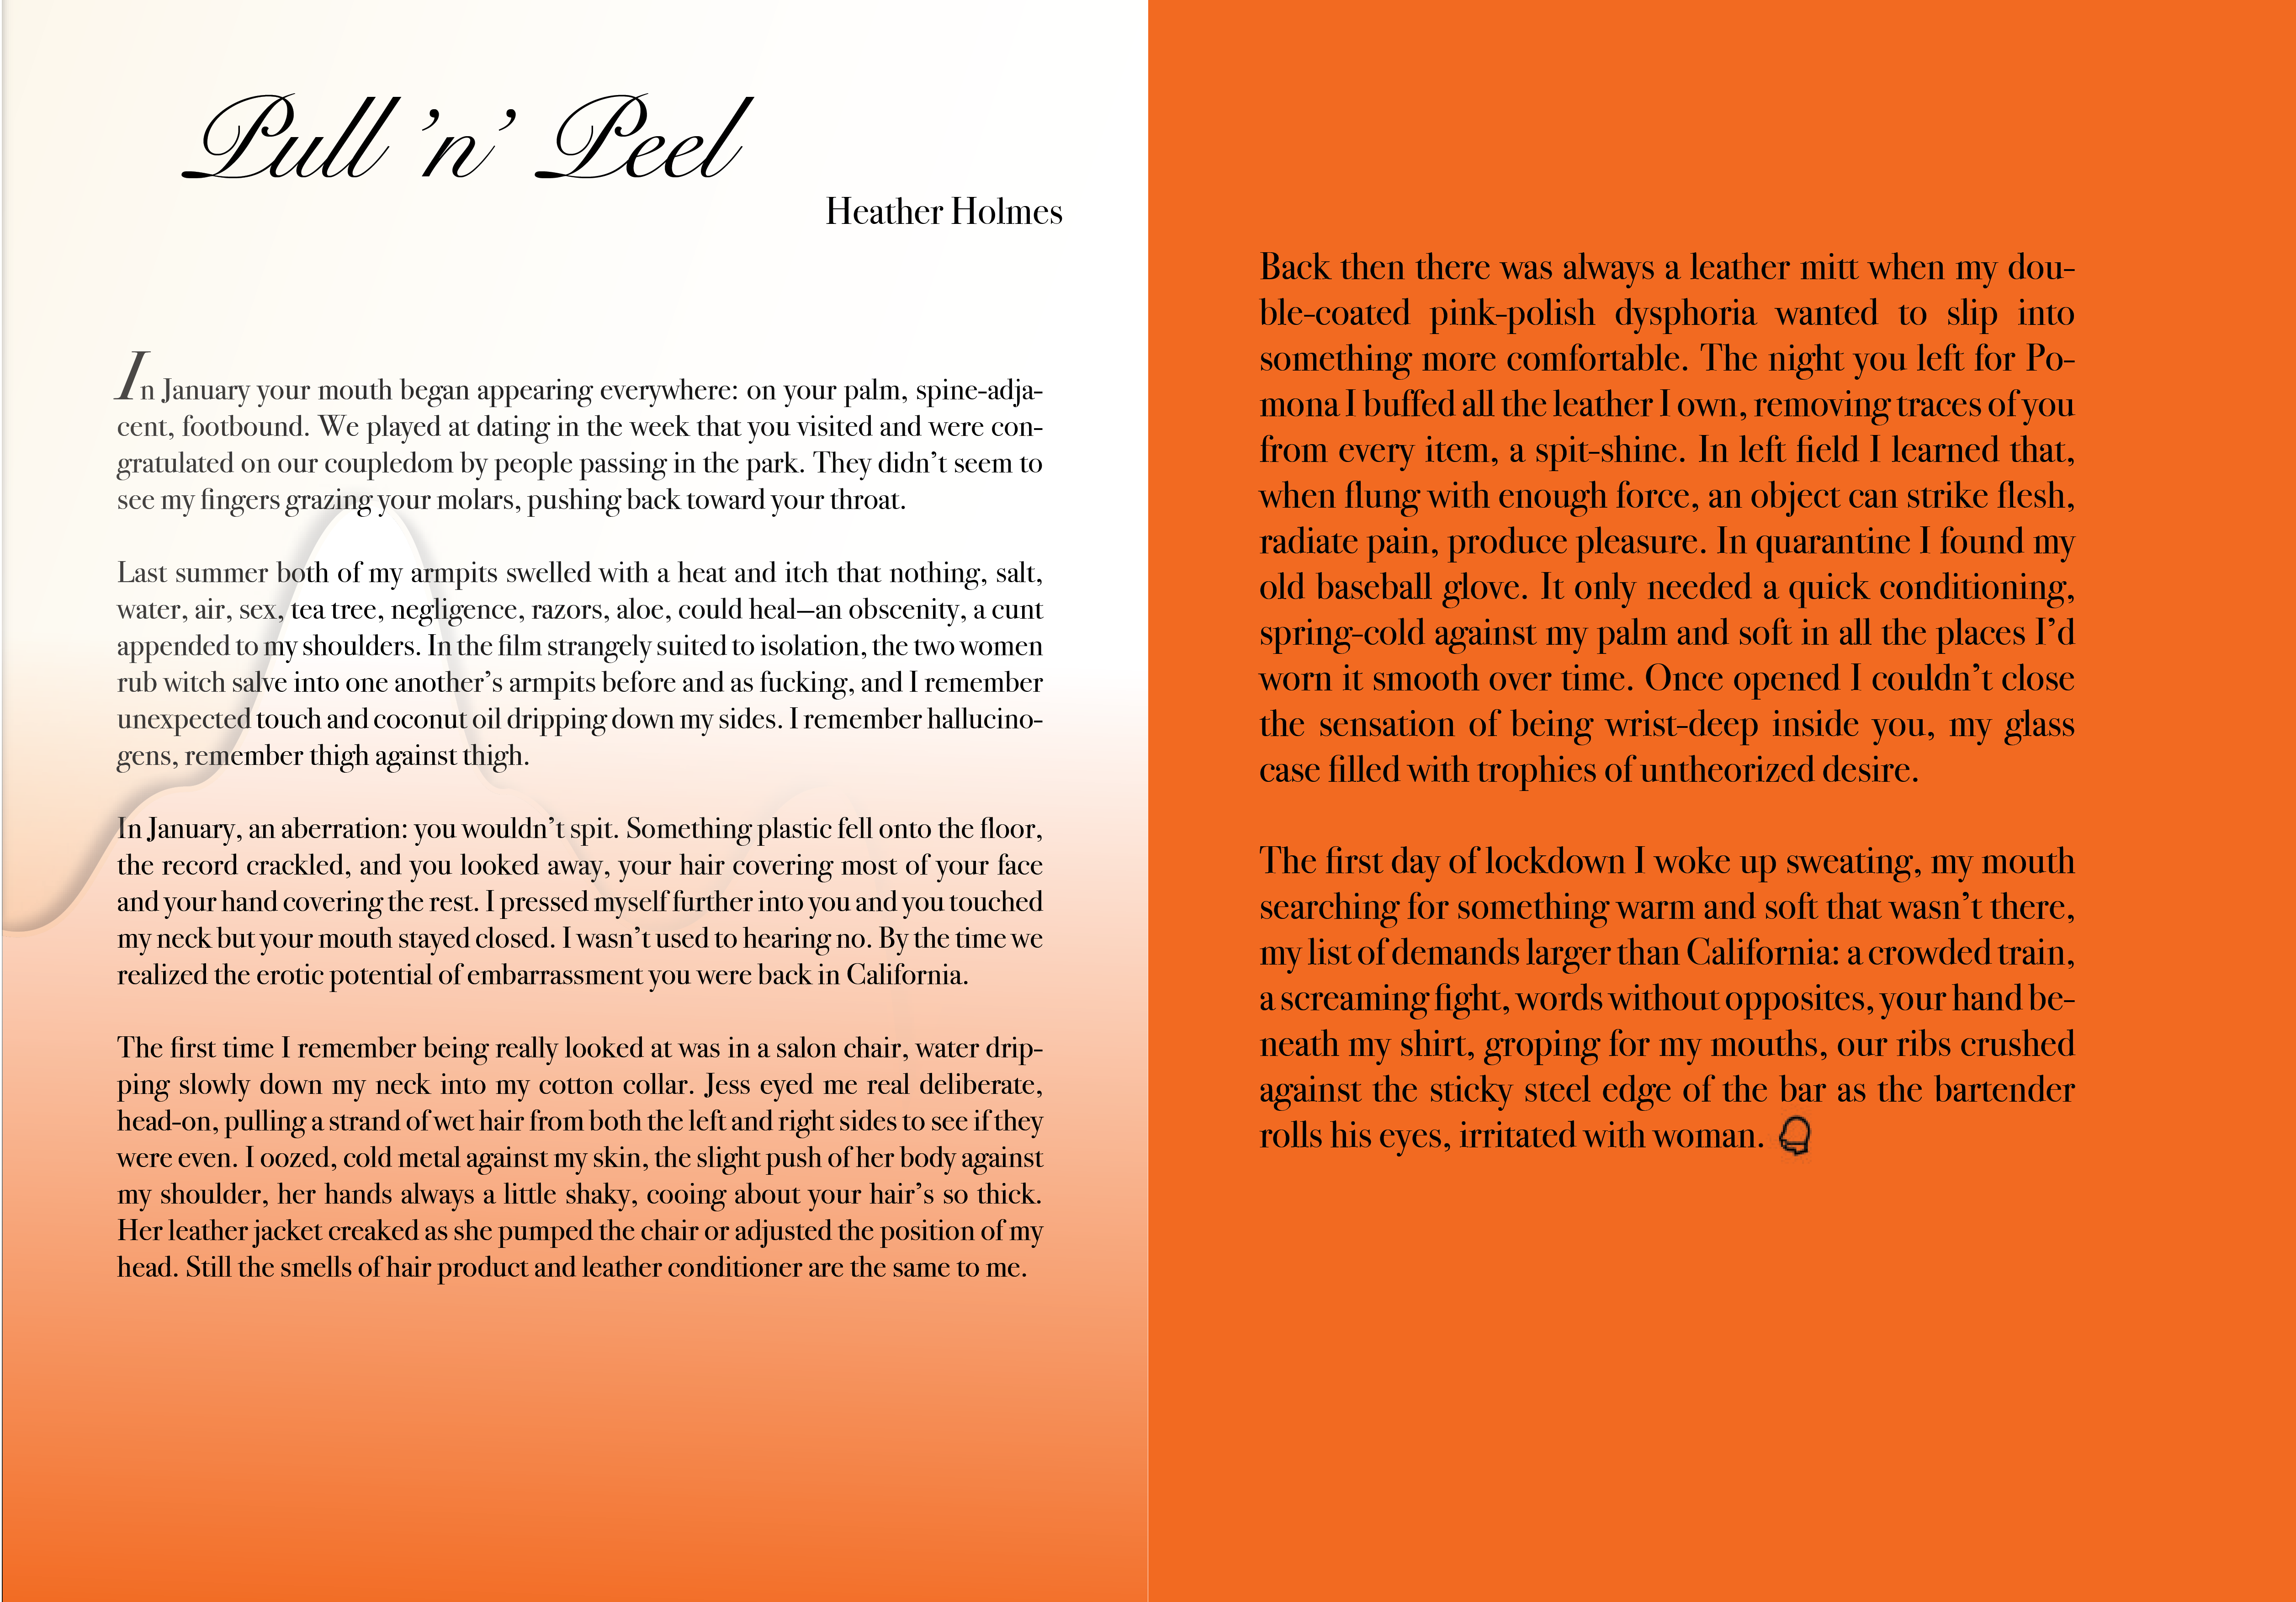 Pull 'n' Peel
Heather Holmes
In January your mouth began appearing everywhere: on your palm, spine-adja-
cent, footbound. We played at dating in the week that you visited and were con-
gratulated on our coupledom by people passing in the park. They didn't seem to
see my fingers grazing your molars, pushing back toward your throat.
Last summer both of my armpits swelled with a heat and itch that nothing, salt,
water, air, sex, tea tree, negligence, razors, aloe, could heal—an obscenity, a cunt
appended to my shoulders. In the film strangely suited to isolation, the two women
rub witch salve into one another's armpits before and as fucking, and I remember
unexpected touch and coconut oil dripping down my sides. I remember hallucino-
gens, remember thigh against thigh.
In January, an aberration: you wouldn't spit. Something plastic fell onto the floor,
the record crackled, and you looked away, your hair covering most of your face
and your hand covering the rest. I pressed myself further into you and you touched
my neck but your mouth stayed closed. I wasn't used to hearing no. By the time we
realized the erotic potential of embarrassment you were back in California.
The first time I remember being really looked at was in a salon chair, water drip-
ping slowly down my neck into my cotton collar. Jess eyed me real deliberate,
head-on, pulling a strand of wet hair from both the left and right sides to see if they
were even. I oozed, cold metal against my skin, the slight push of her body against
my shoulder, her hands always a little shaky, cooing about your hair's so thick.
Her leather jacket creaked as she pumped the chair or adjusted the position of my
head. Still the smells of hair product and leather conditioner are the same to me.
Back then there was always a leather mitt when my dou-
ble-coated pink-polish dysphoria wanted to slip into
something more comfortable. The night you left for Po-
mona I buffed all the leather I own, removing traces of you
from every item, a spit-shine. In left field I learned that,
when flung with enough force, an object can strike flesh,
radiate pain, produce pleasure. In quarantine I found my
old baseball glove. It only needed a quick conditioning,
spring-cold against my palm and soft in all the places I'd
worn it smooth over time. Once opened I couldn't close
the sensation of being wrist-deep inside you, my glass
case filled with trophies of untheorized desire.
The first day of lockdown I woke up sweating, my mouth
searching for something warm and soft that wasn't there,
my list of demands larger than California: a crowded train,
a screaming fight, words without opposites, your hand be-
neath my shirt, groping for my mouths, our ribs crushed
against the sticky steel edge of the bar as the bartender
rolls his eyes, irritated with woman.